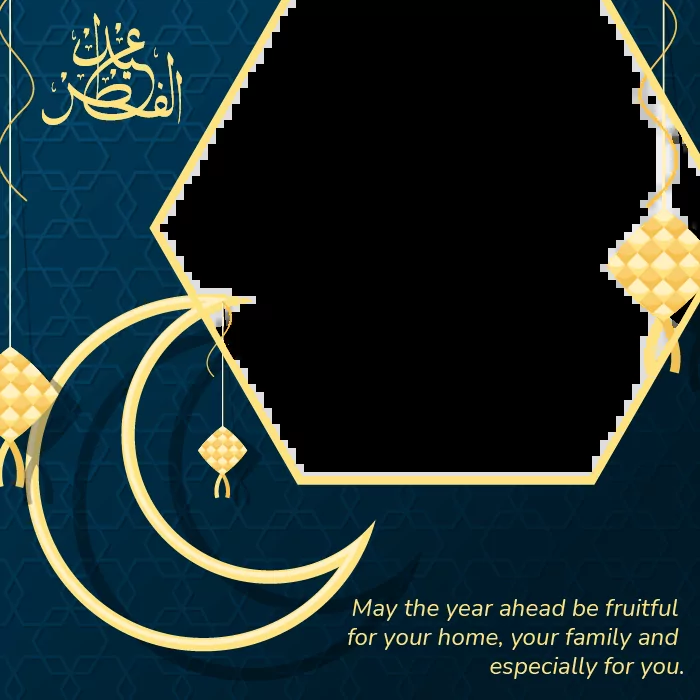 عيد
الفطر
May the year ahead be fruitful
for your home, your family and
especially for you.